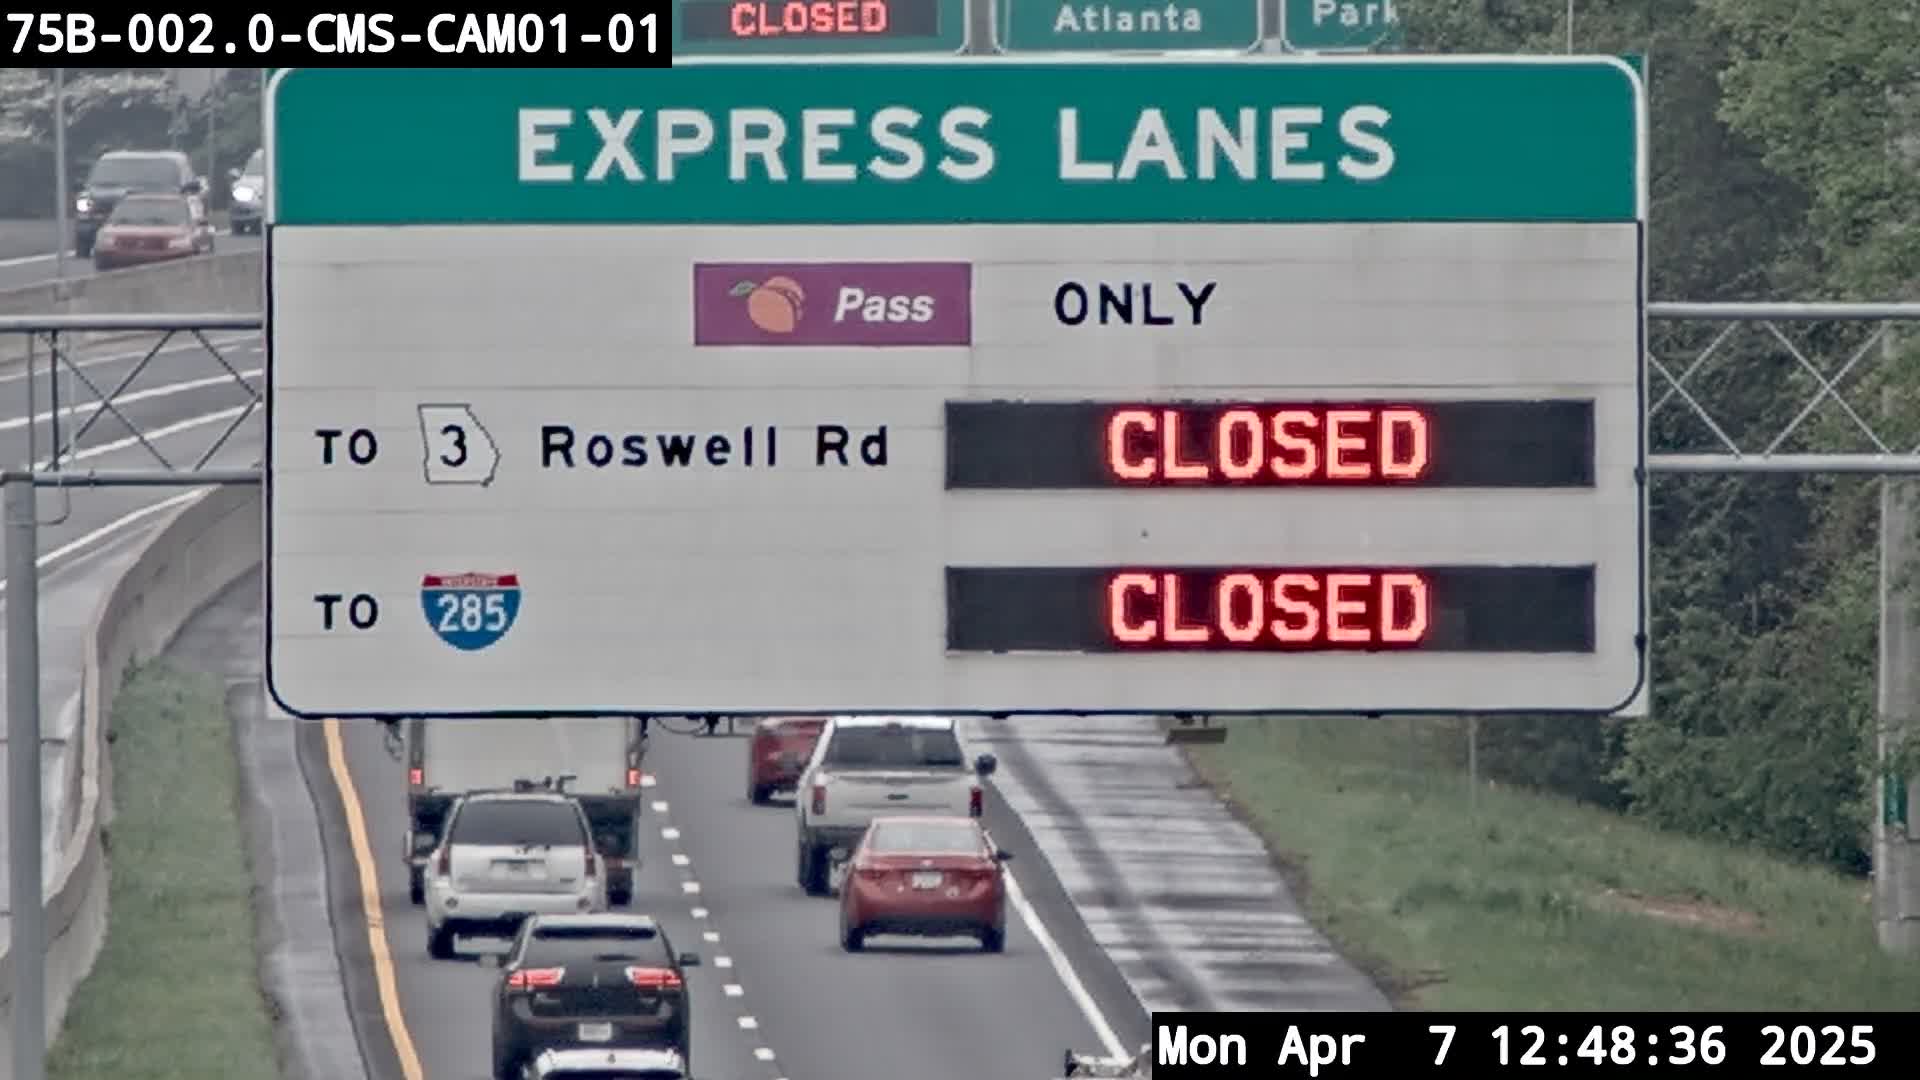 75B-002.0-CMS-CAM01-01
CLOSED
Atlanta
Park
EXPRESS LANES
Pass ONLY
TO 3 Roswell Rd CLOSED
TO 285 CLOSED
Mon Apr 7 12:48:36 2025